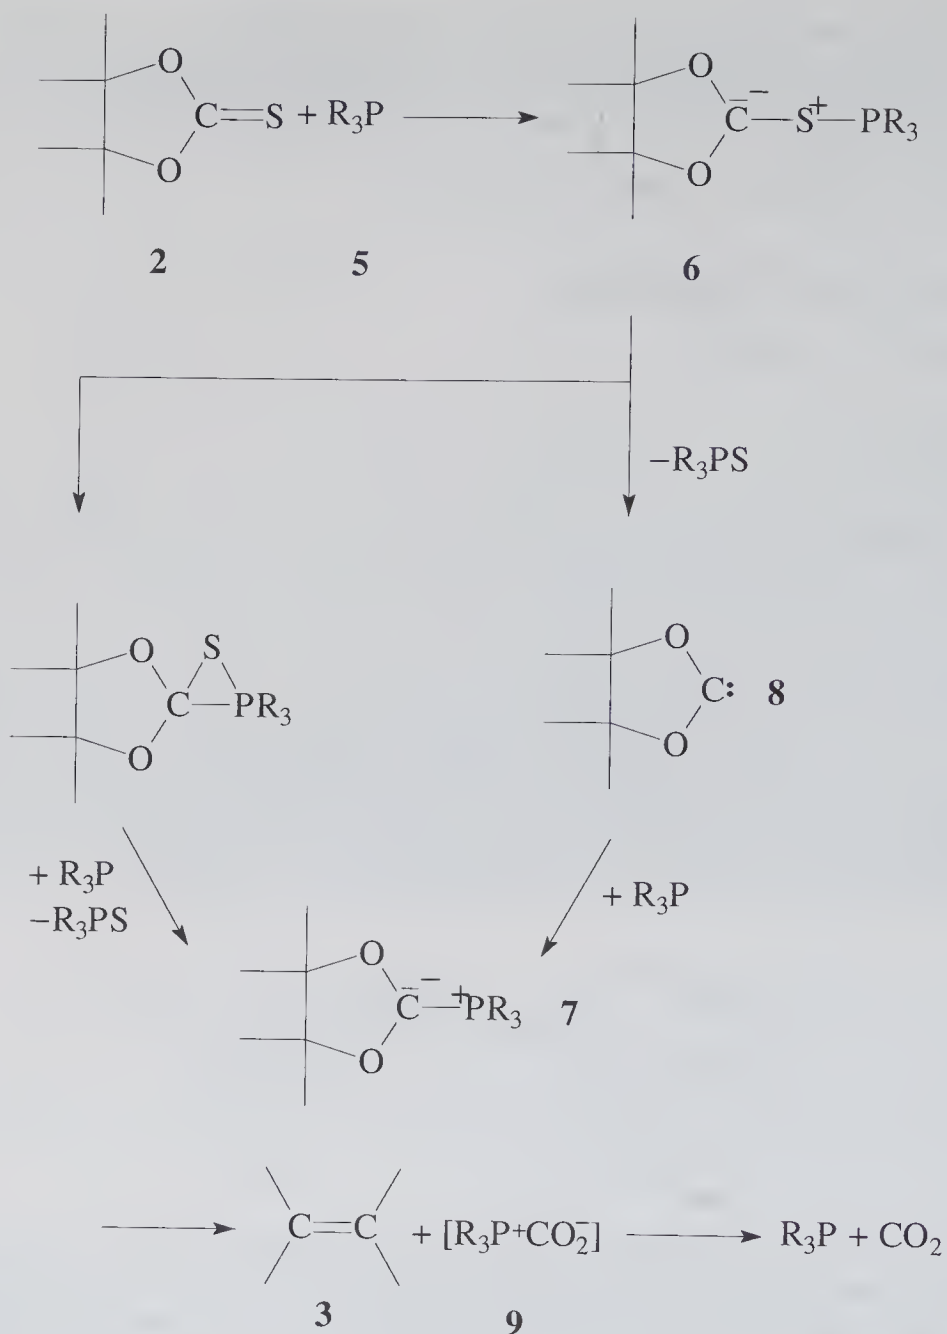 O O
C=S + R₃P C̄—S⁺—PR₃
O O
2 5 6
−R₃PS
O S O
C—PR₃ C: 8
O O
+ R₃P
−R₃PS
+ R₃P
O
C̄—⁺PR₃ 7
O
C=C + [R₃P⁺CO₂⁻] R₃P + CO₂
3 9